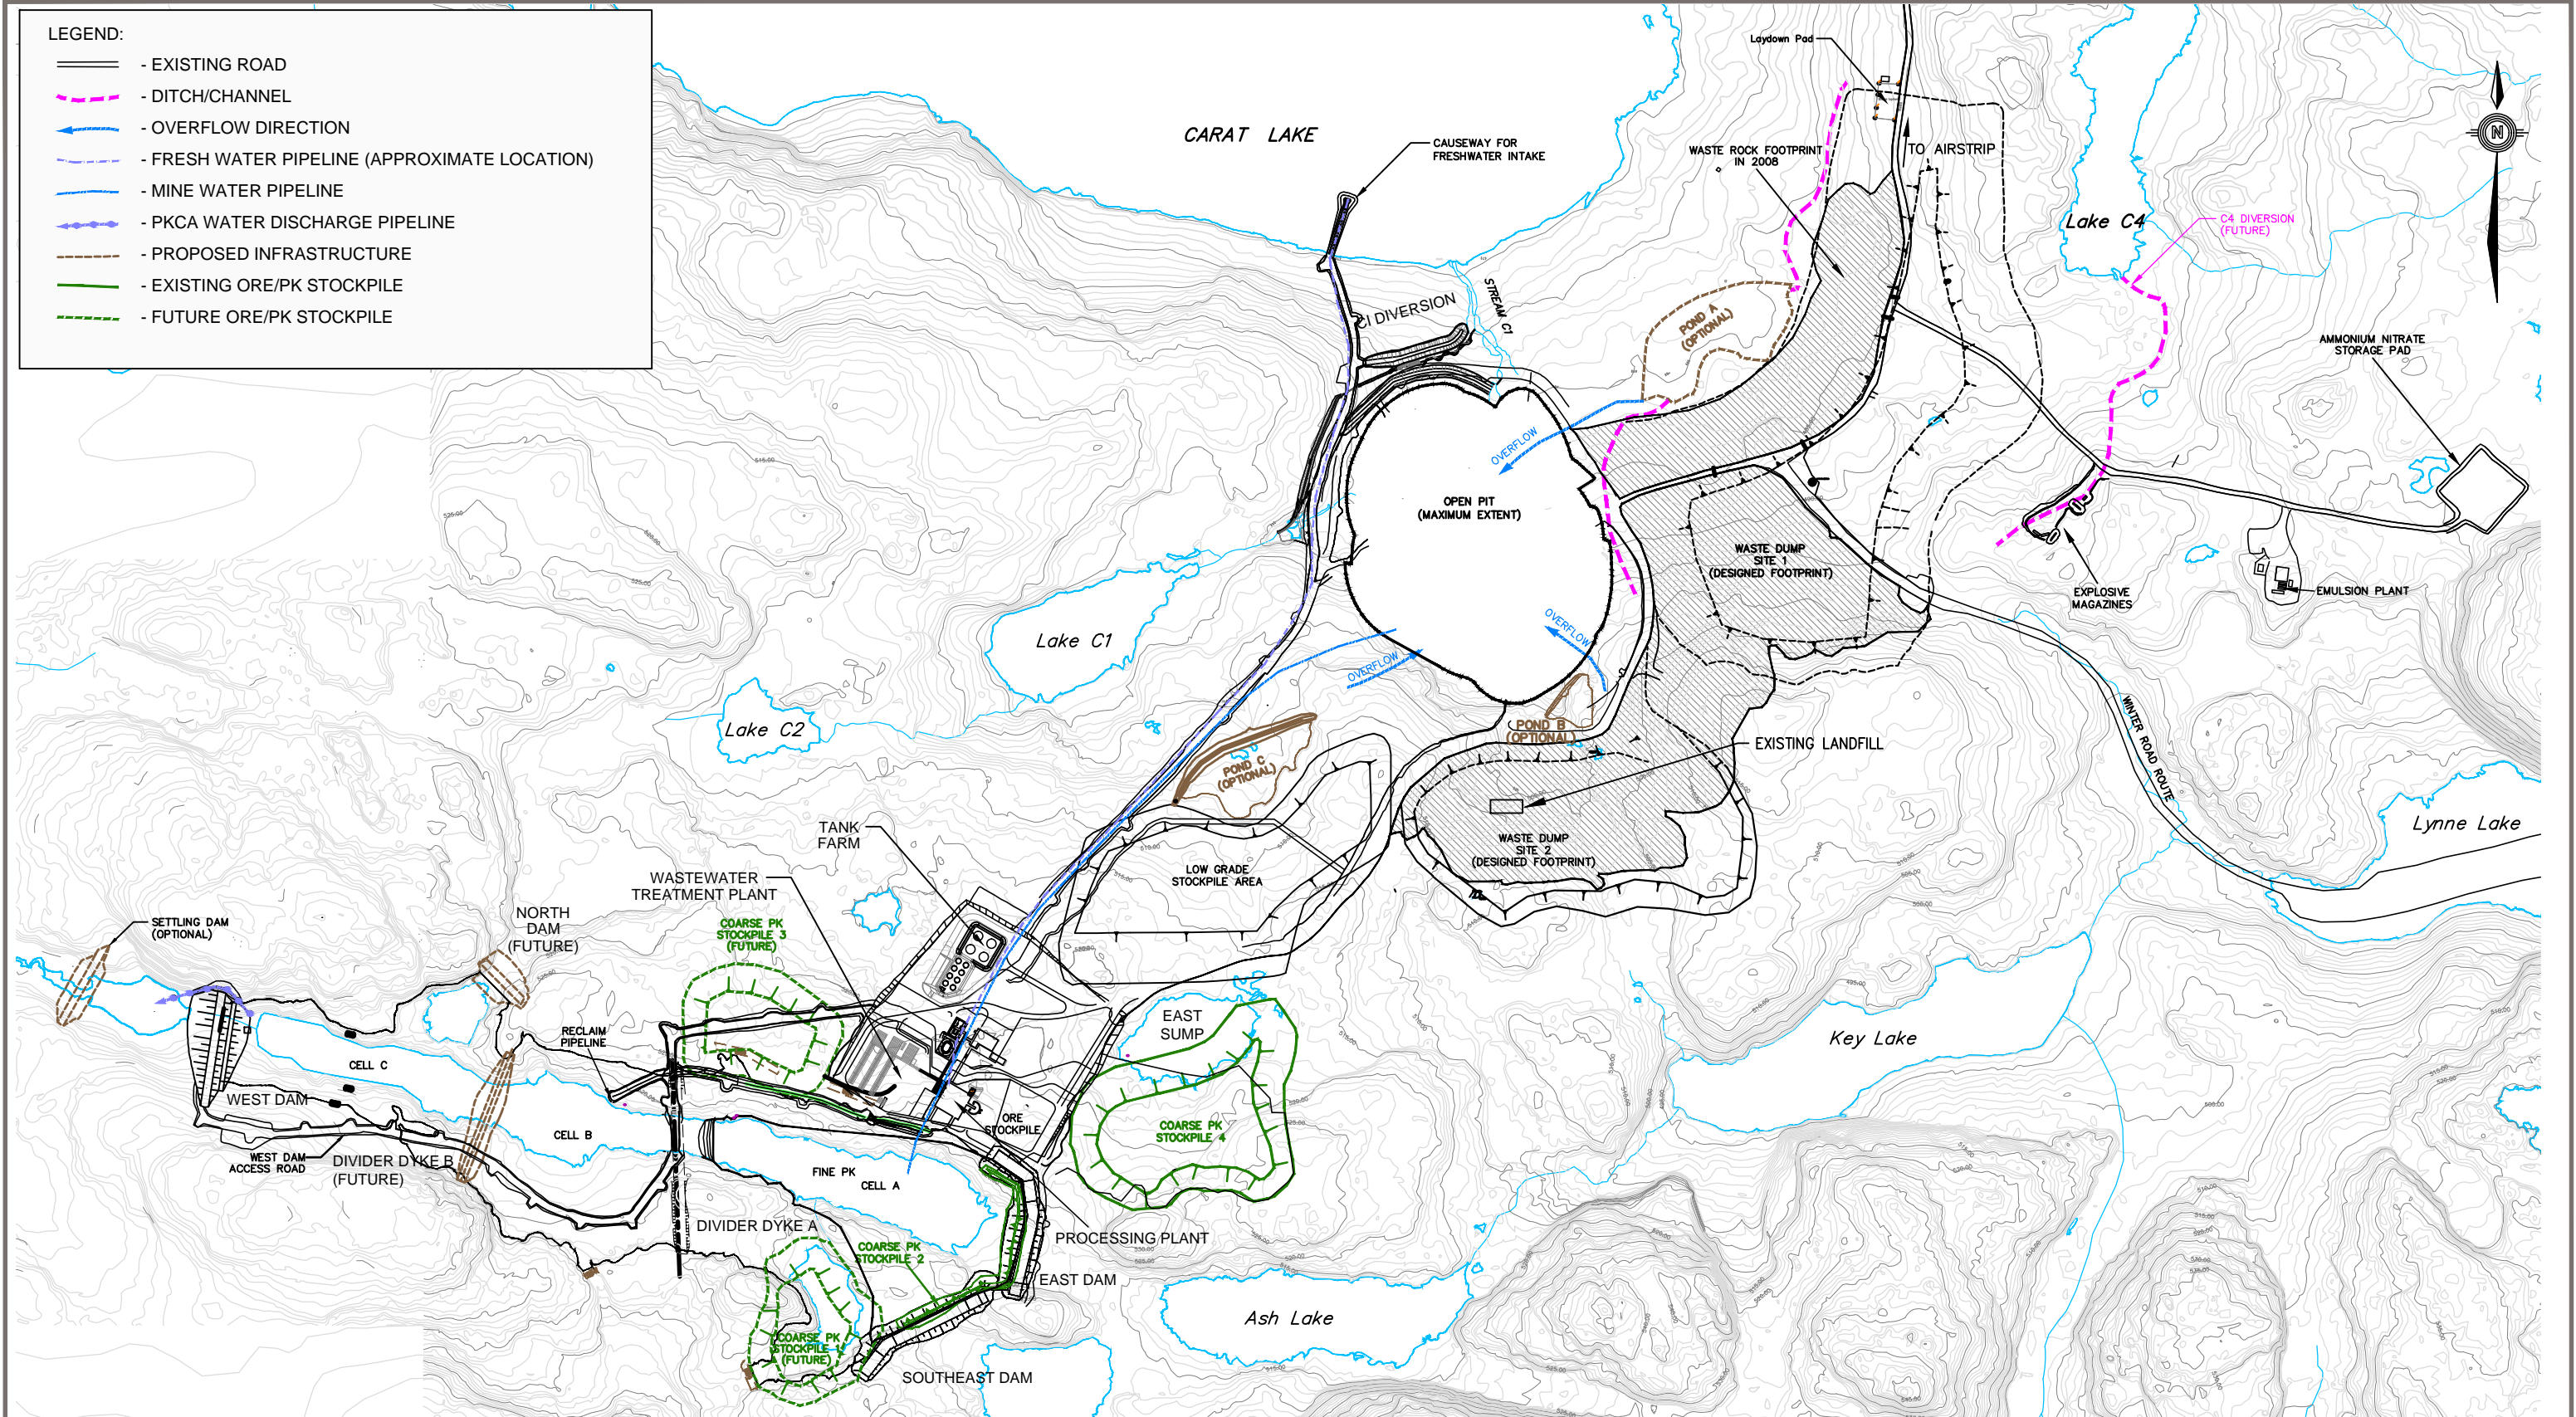 LEGEND:
- EXISTING ROAD
- DITCH/CHANNEL
- OVERFLOW DIRECTION
- FRESH WATER PIPELINE (APPROXIMATE LOCATION)
- MINE WATER PIPELINE
- PKCA WATER DISCHARGE PIPELINE
- PROPOSED INFRASTRUCTURE
- EXISTING ORE/PK STOCKPILE
- FUTURE ORE/PK STOCKPILE
Laydown Pad
CARAT LAKE
CAUSEWAY FOR
FRESHWATER INTAKE
WASTE ROCK FOOTPRINT
IN 2008
TO AIRSTRIP
N
Lake C4
C4 DIVERSION
(FUTURE)
STREAM C1
CI DIVERSION
POND A
(OPTIONAL)
AMMONIUM NITRATE
STORAGE PAD
OVERFLOW
OPEN PIT
(MAXIMUM EXTENT)
WASTE DUMP
SITE 1
(DESIGNED FOOTPRINT)
EXPLOSIVE
MAGAZINES
EMULSION PLANT
Lake C1
OVERFLOW
OVERFLOW
Lake C2
POND B
(OPTIONAL)
EXISTING LANDFILL
WINTER ROAD ROUTE
POND C
(OPTIONAL)
Lynne Lake
TANK
FARM
WASTE DUMP
SITE 2
(DESIGNED FOOTPRINT)
LOW GRADE
STOCKPILE AREA
WASTEWATER
TREATMENT PLANT
SETTLING DAM
(OPTIONAL)
NORTH
DAM
(FUTURE)
COARSE PK
STOCKPILE 3
(FUTURE)
EAST
SUMP
RECLAIM
PIPELINE
Key Lake
CELL C
WEST DAM
CELL B
ORE
STOCKPILE
COARSE PK
STOCKPILE 4
WEST DAM
ACCESS ROAD
DIVIDER DYKE B
(FUTURE)
FINE PK
CELL A
DIVIDER DYKE A
COARSE PK
STOCKPILE 2
PROCESSING PLANT
EAST DAM
Ash Lake
COARSE PK
STOCKPILE 1
(FUTURE)
SOUTHEAST DAM